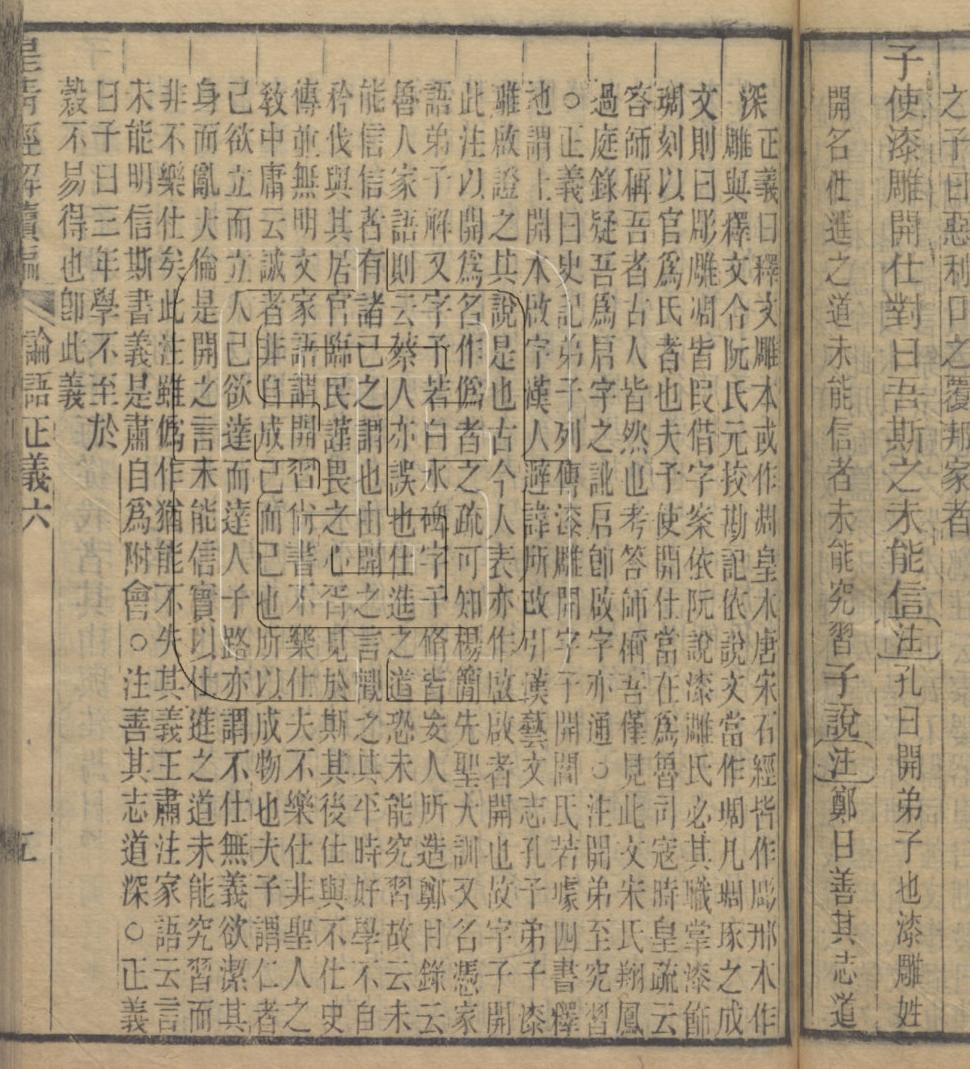 之子曰惡利口之覆邦家者
子使漆雕開仕對曰吾斯之未能信〔注〕孔曰開弟子也漆雕姓
開名仕進之道未能信者未能究習子說〔注〕鄭曰善其志道
深
正義曰釋文雕本或作凋皇本唐宋石經皆作彫邢本作
雕與釋文合阮氏元挍勘記依說文當作琱凡琱琢之成
文則曰彫雕凋皆叚借字案依阮說漆雕氏必其職掌漆飾
琱刻以官爲氏者也夫子使開仕當在爲魯司寇時皇疏云
答師稱吾者古人皆然也考答師稱吾僅見此文宋氏翔鳳
過庭錄疑吾爲启字之訛启卽啟字亦通○注開弟至究習
○正義曰史記弟子列傳漆雕開字子開閻氏若璩四書釋
地謂上開本啟字漢人避諱所改引漢藝文志孔子弟子漆
雕啟證之其說是也古今人表亦作啟啟者開也故字子開
此注以開爲名作僞者之疏可知楊簡先聖大訓又名憑家
語弟子解又字子若白水碑字子脩皆妄人所造鄭目錄云
魯人家語則云蔡人亦誤也仕進之道恐未能究習故云未
能信信者有諸己之謂也由開之言觀之其平時好學不自
矜伐與其居官臨民謹畏之心胥見於斯其後仕與不仕史
傳並無明文家語謂開習尙書不樂仕夫不樂仕非聖人之
敎中庸云誠者非自成己而已也所以成物也夫子謂仁者
己欲立而立人己欲達而達人子路亦謂不仕無義欲潔其
身而亂大倫是開之言未能信實以仕進之道未能究習而
非不樂仕矣此注雖僞作猶能不失其義王肅注家語云言
未能明信斯書義是肅自爲附會○注善其志道深○正義
曰子曰三年學不至於
穀不易得也卽此義
皇清經解續編 論語正義六 五